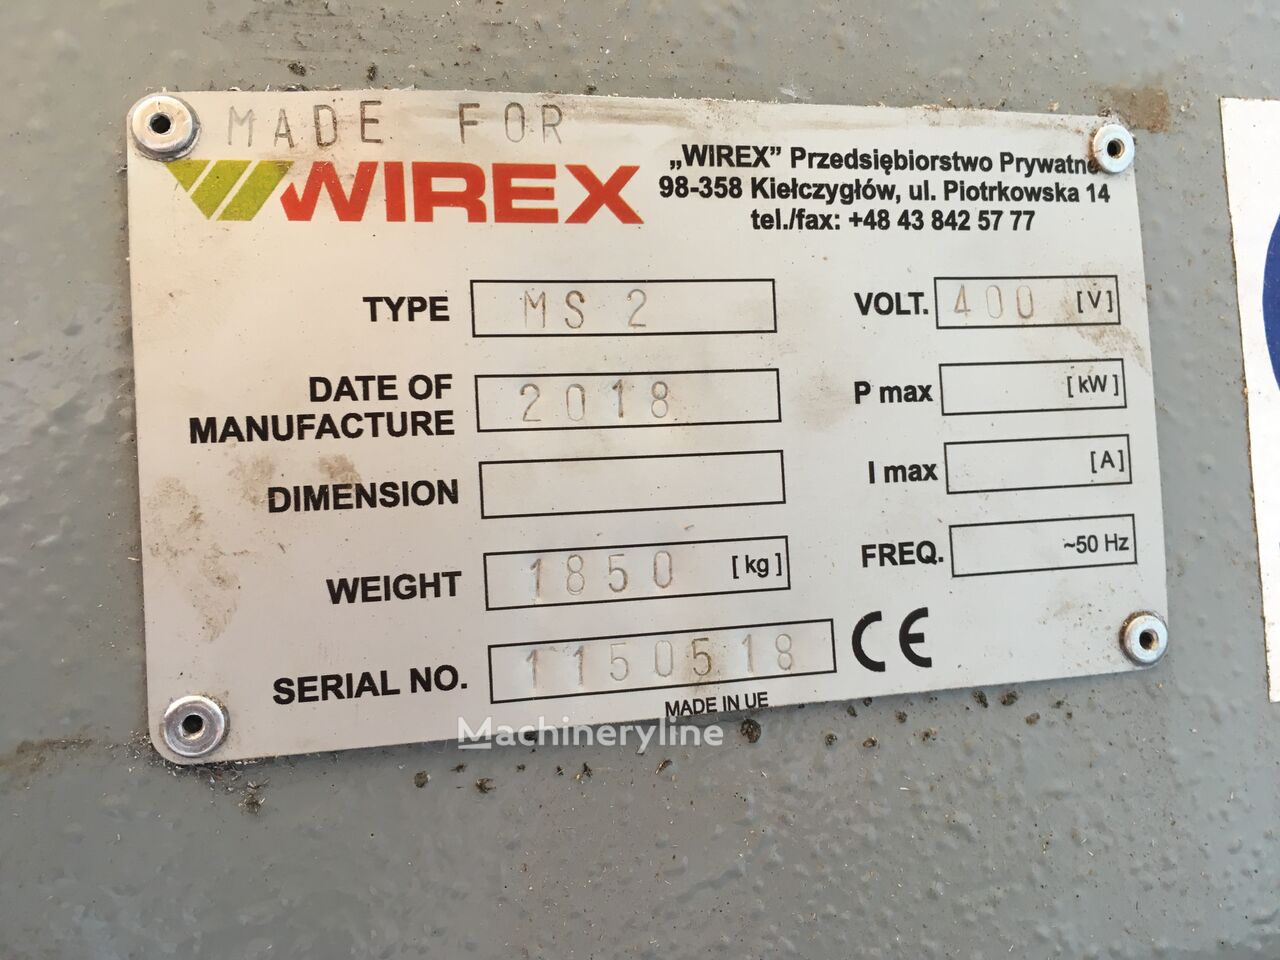 MADE FOR
WIREX
„WIREX” Przedsiębiorstwo Prywatne
98-358 Kiełczygłów, ul. Piotrkowska 14
tel./fax: +48 43 842 57 77
TYPE MS 2
VOLT. 400 [V]
DATE OF
MANUFACTURE 2018
P max [kW]
DIMENSION
I max [A]
WEIGHT 1850 [kg]
FREQ. ~50 Hz
SERIAL NO. 1150518
CE
MADE IN UE
Machineryline